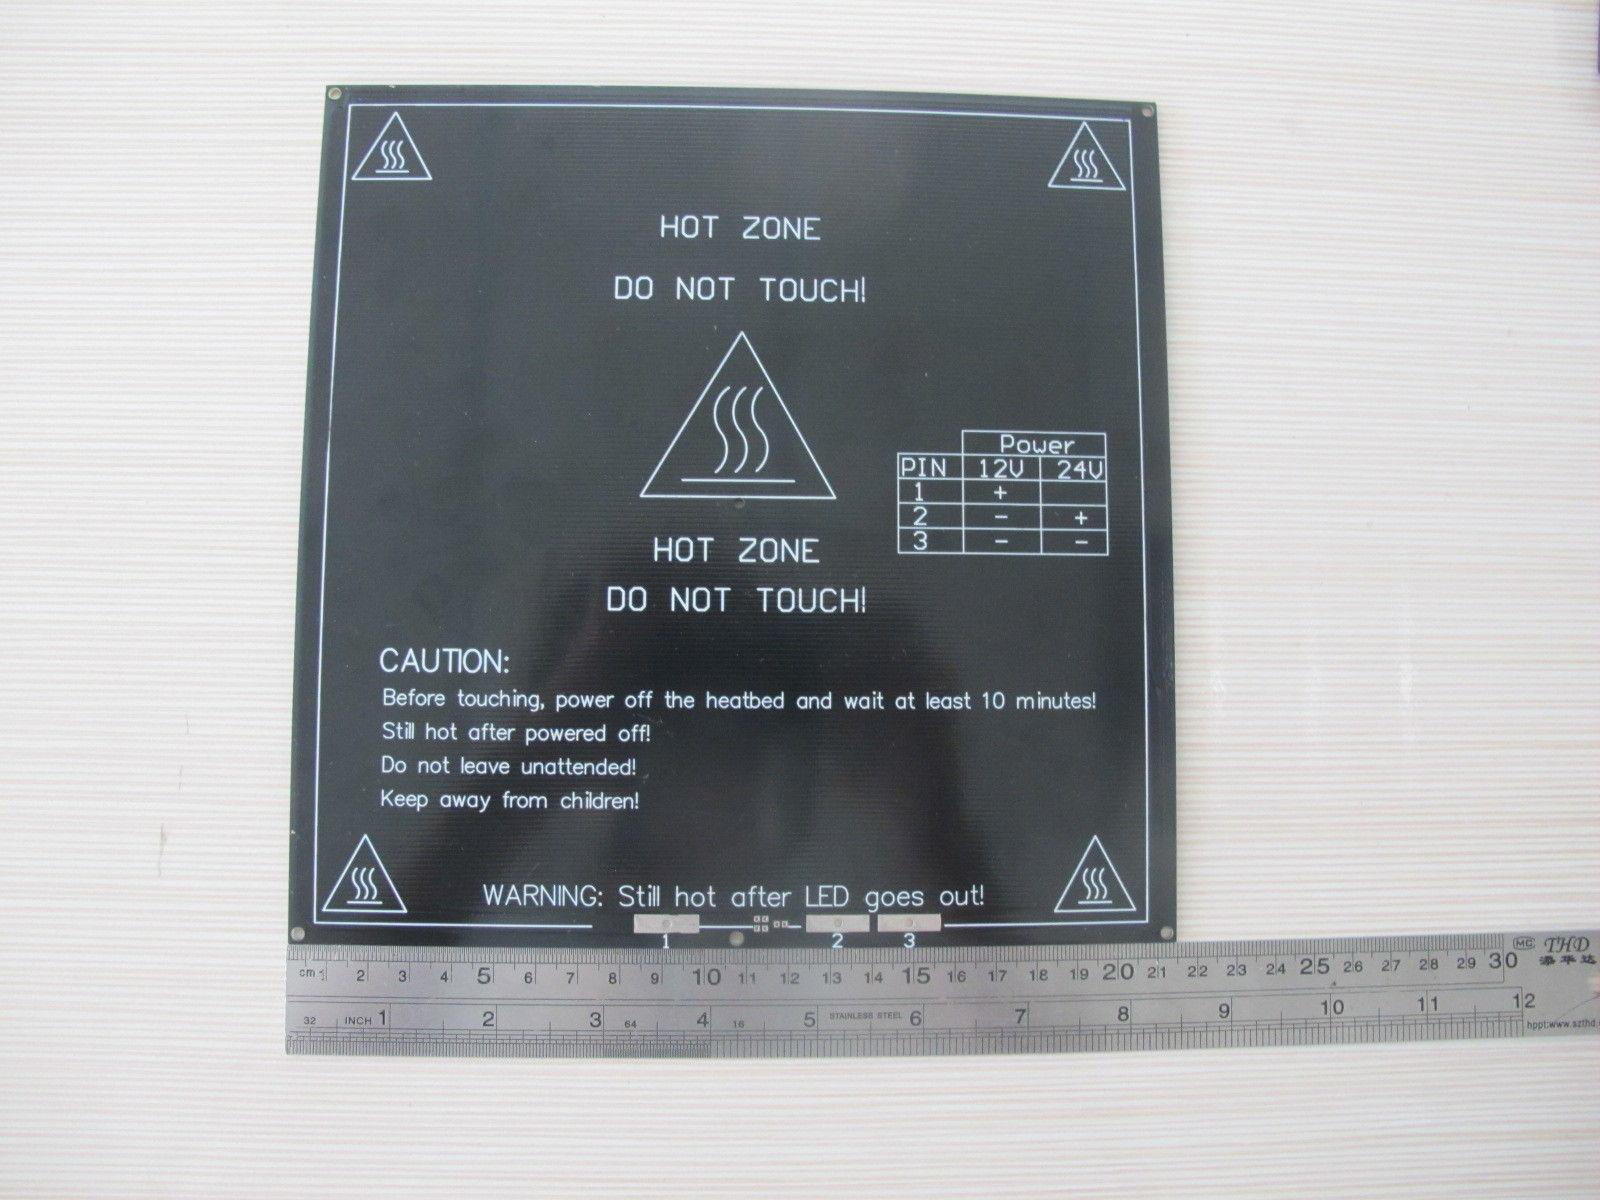 HOT ZONE
DO NOT TOUCH!
Power
PIN 12V 24V
1 +
2 - +
3 - -
HOT ZONE
DO NOT TOUCH!
CAUTION:
Before touching, power off the heatbed and wait at least 10 minutes!
Still hot after powered off!
Do not leave unattended!
Keep away from children!
WARNING: Still hot after LED goes out!
1 2 3
cm 1 2 3 4 5 6 7 8 9 10 11 12 13 14 15 16 17 18 19 20 21 22 23 24 25 26 27 28 29 30 MC THD
32 INCH 1 2 3 64 4 16 5 STAINLESS STEEL 6 7 8 9 10 11 12